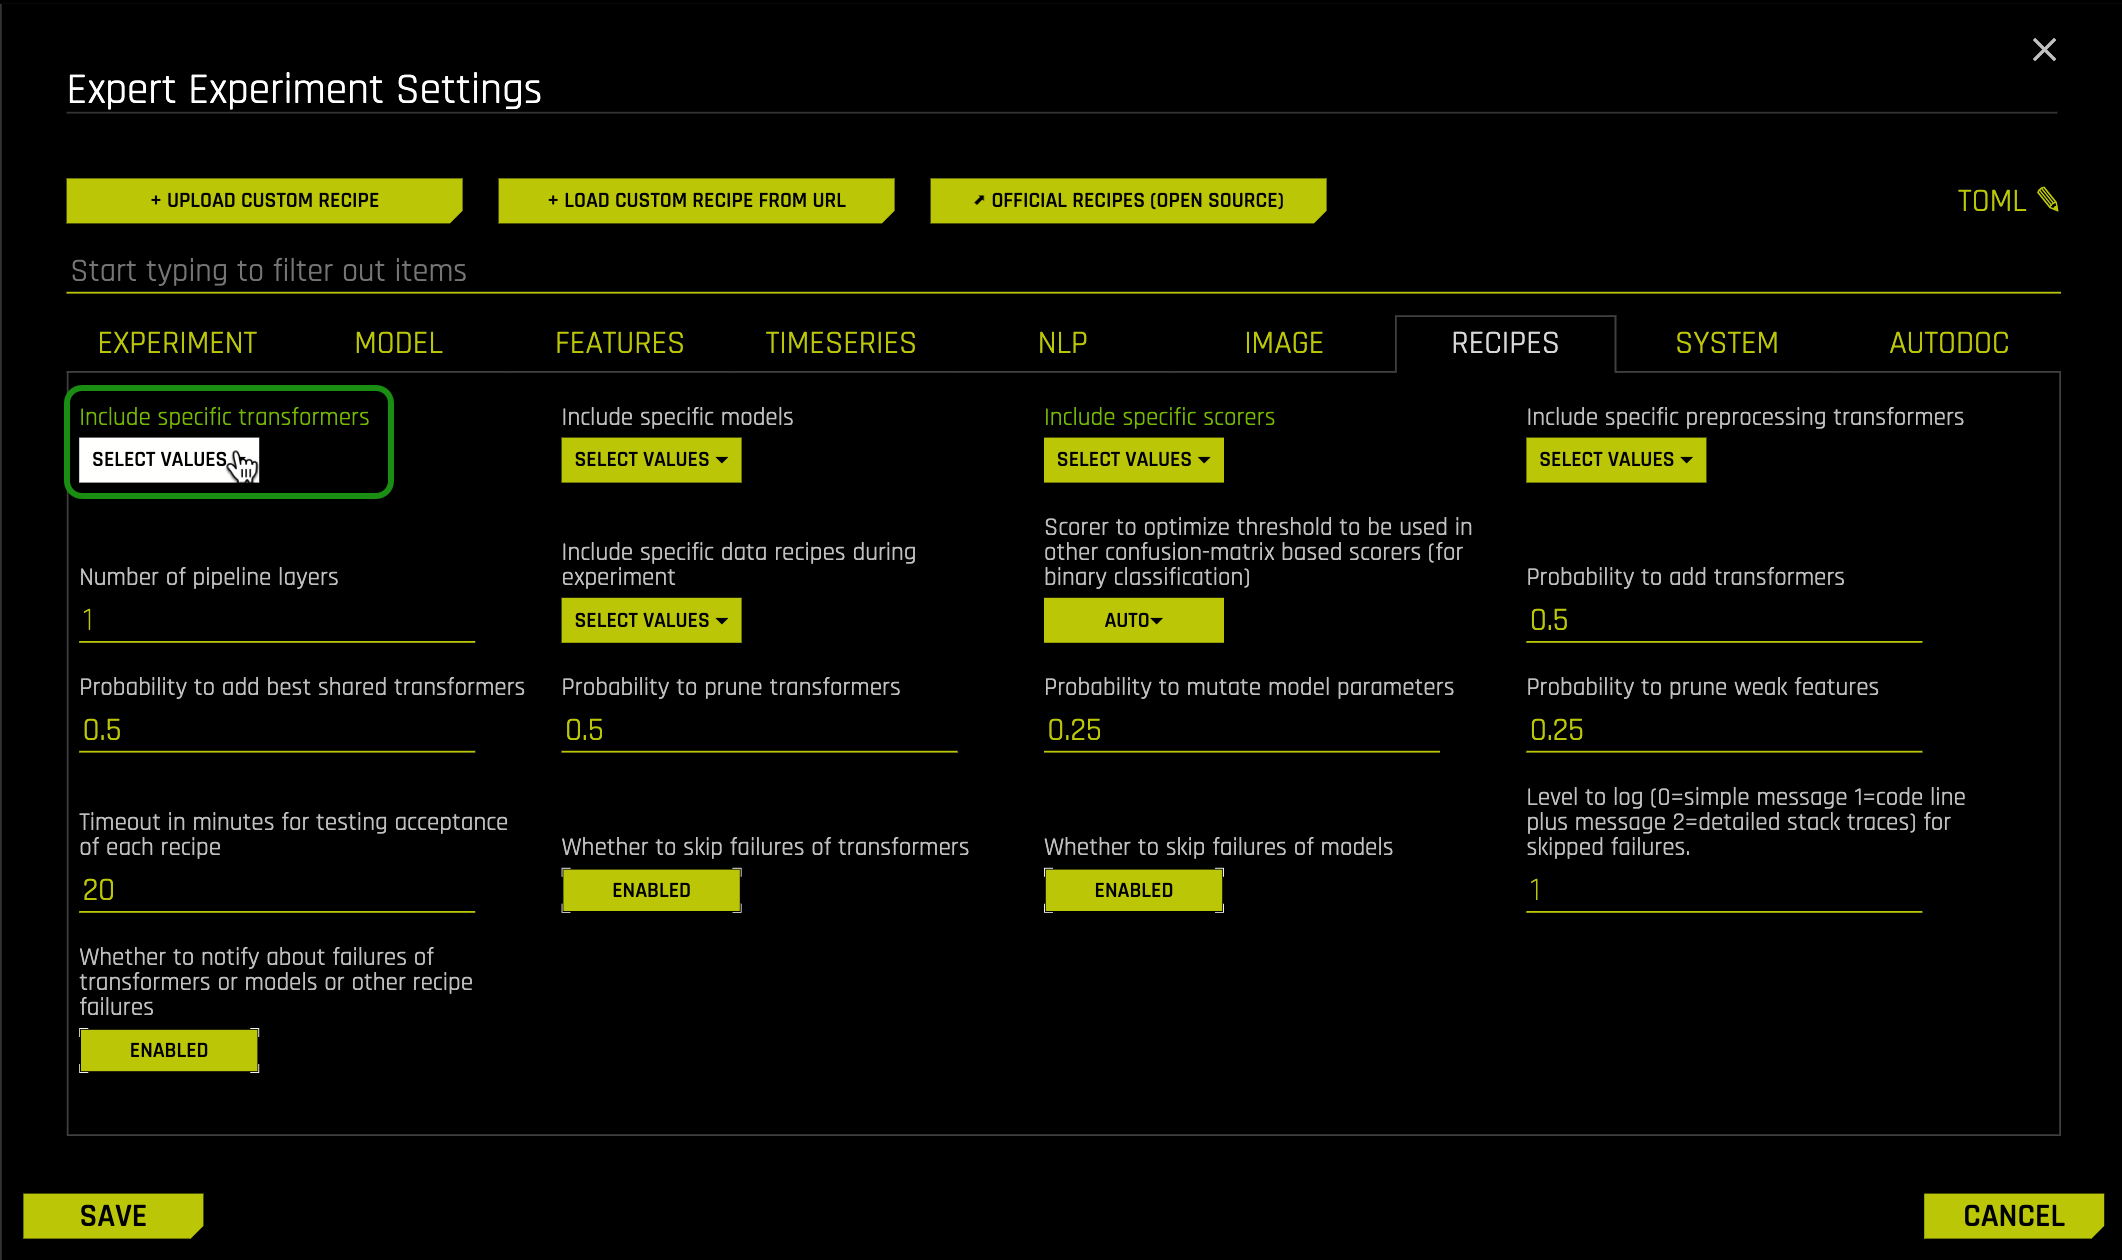 Expert Experiment Settings
+ UPLOAD CUSTOM RECIPE
+ LOAD CUSTOM RECIPE FROM URL
OFFICIAL RECIPES (OPEN SOURCE)
TOML
Start typing to filter out items
EXPERIMENT
MODEL
FEATURES
TIMESERIES
NLP
IMAGE
RECIPES
SYSTEM
AUTODOC
Include specific transformers
SELECT VALUES
Include specific models
SELECT VALUES
Include specific scorers
SELECT VALUES
Include specific preprocessing transformers
SELECT VALUES
Number of pipeline layers
1
Include specific data recipes during
experiment
SELECT VALUES
Scorer to optimize threshold to be used in
other confusion-matrix based scorers (for
binary classification)
AUTO
Probability to add transformers
0.5
Probability to add best shared transformers
0.5
Probability to prune transformers
0.5
Probability to mutate model parameters
0.25
Probability to prune weak features
0.25
Timeout in minutes for testing acceptance
of each recipe
20
Whether to skip failures of transformers
ENABLED
Whether to skip failures of models
ENABLED
Level to log (0=simple message 1=code line
plus message 2=detailed stack traces) for
skipped failures.
1
Whether to notify about failures of
transformers or models or other recipe
failures
ENABLED
SAVE
CANCEL